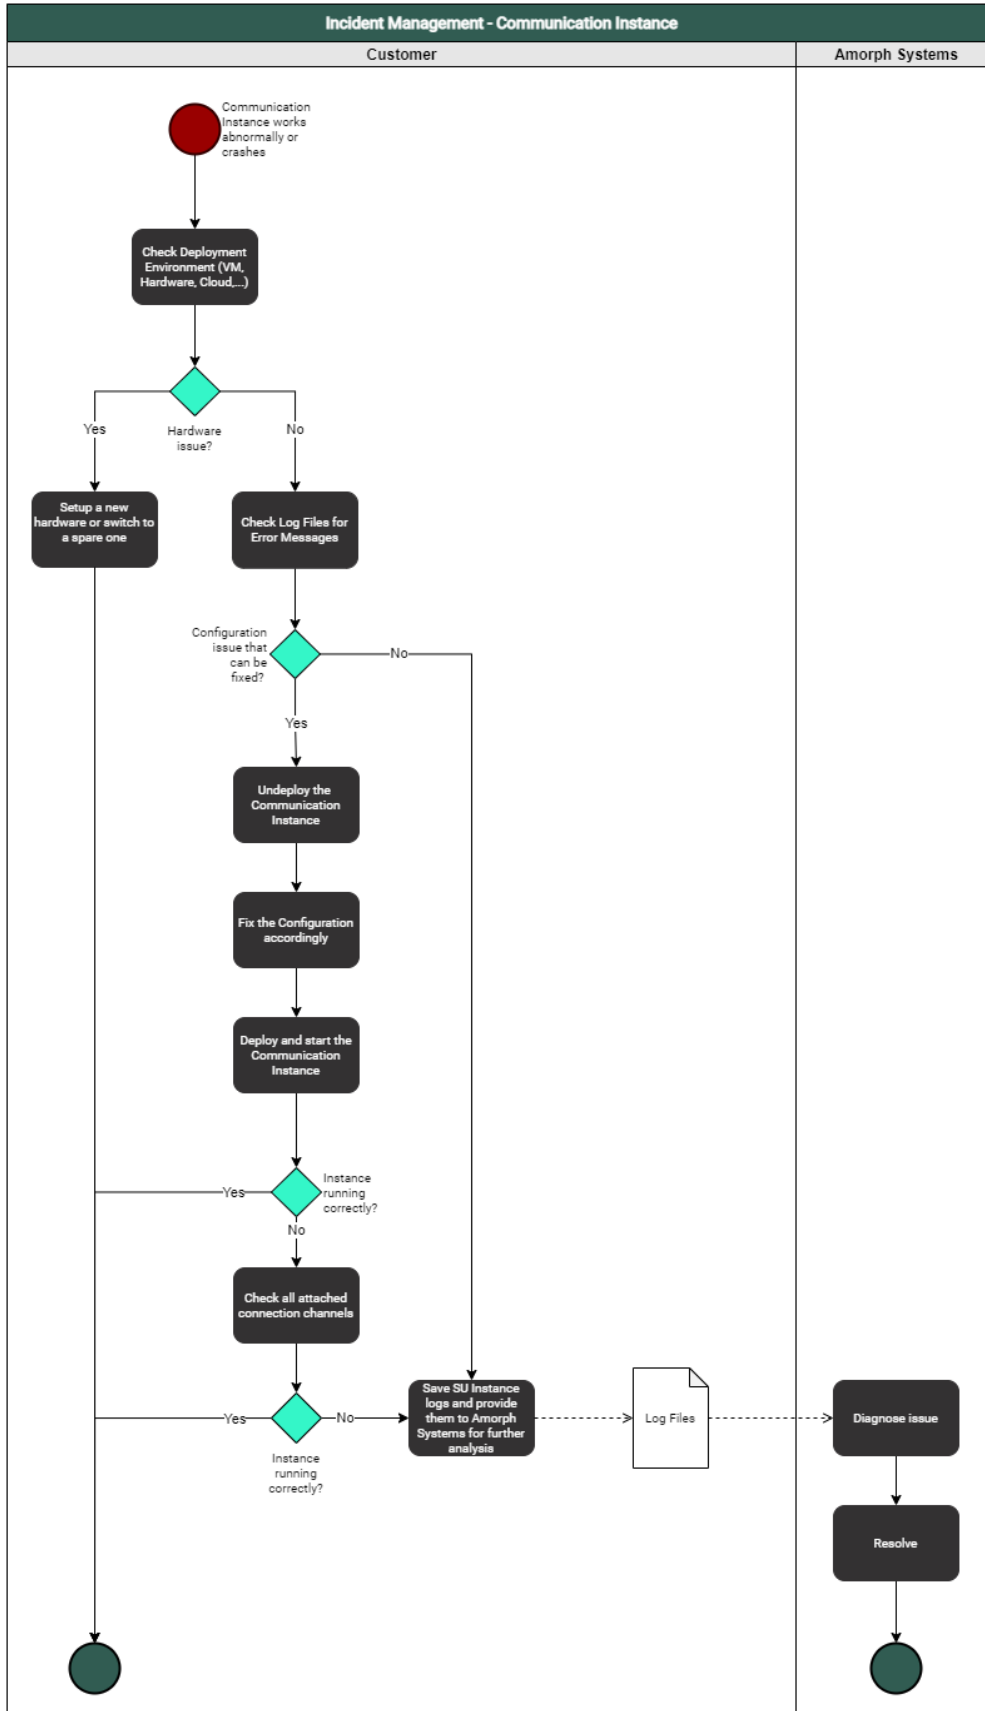 Incident Management - Communication Instance
Customer
Amorph Systems
Communication
Instance works
abnormally or
crashes
Check Deployment
Environment (VM,
Hardware, Cloud,...)
Yes
Hardware
issue?
No
Setup a new
hardware or switch to
a spare one
Check Log Files for
Error Messages
Configuration
issue that
can be
fixed?
No
Yes
Undeploy the
Communication
Instance
Fix the Configuration
accordingly
Deploy and start the
Communication
Instance
Yes
Instance
running
correctly?
No
Check all attached
connection channels
Yes
No
Instance
running
correctly?
Save SU Instance
logs and provide
them to Amorph
Systems for further
analysis
Log Files
Diagnose issue
Resolve